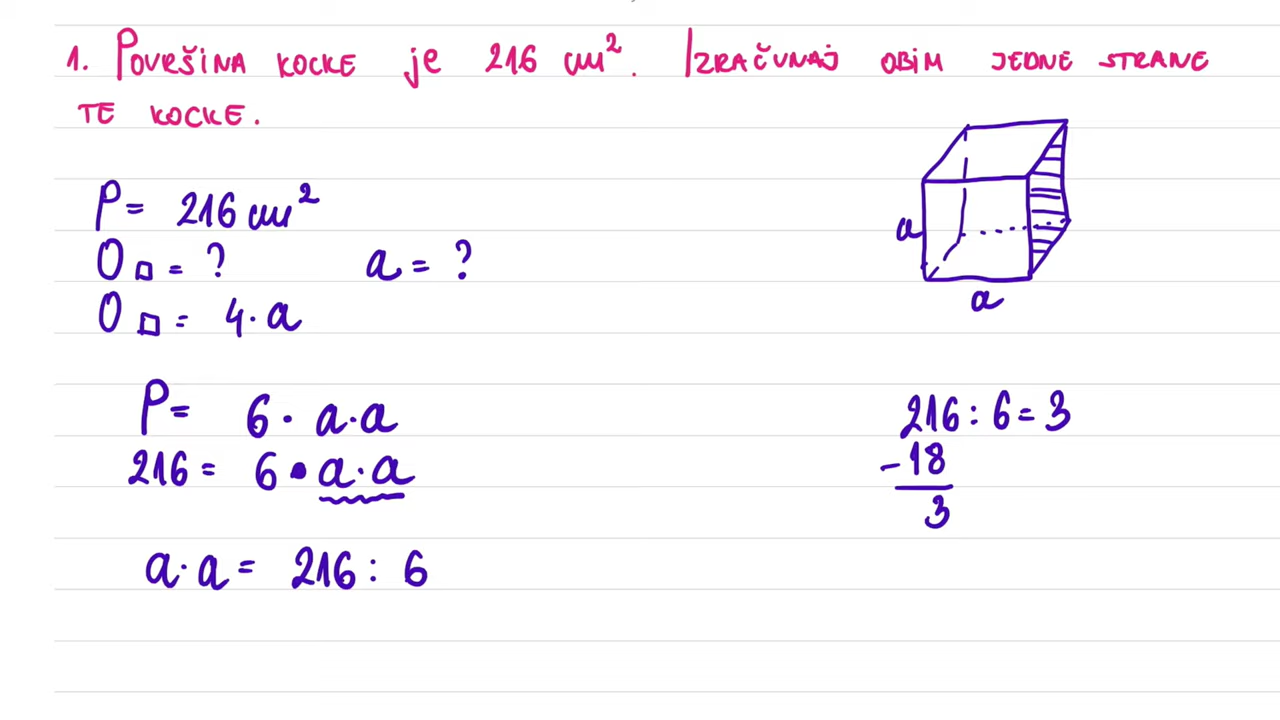 1. POVRŠINA KOCKE je 216 cm². IZRAČUNAJ OBIM JEDNE STRANE
TE KOCKE.
P = 216 cm²
O□ = ? a = ?
O□ = 4·a
a
a
P = 6·a·a
216 = 6·a·a
a·a = 216 : 6
216 : 6 = 3
-18
3